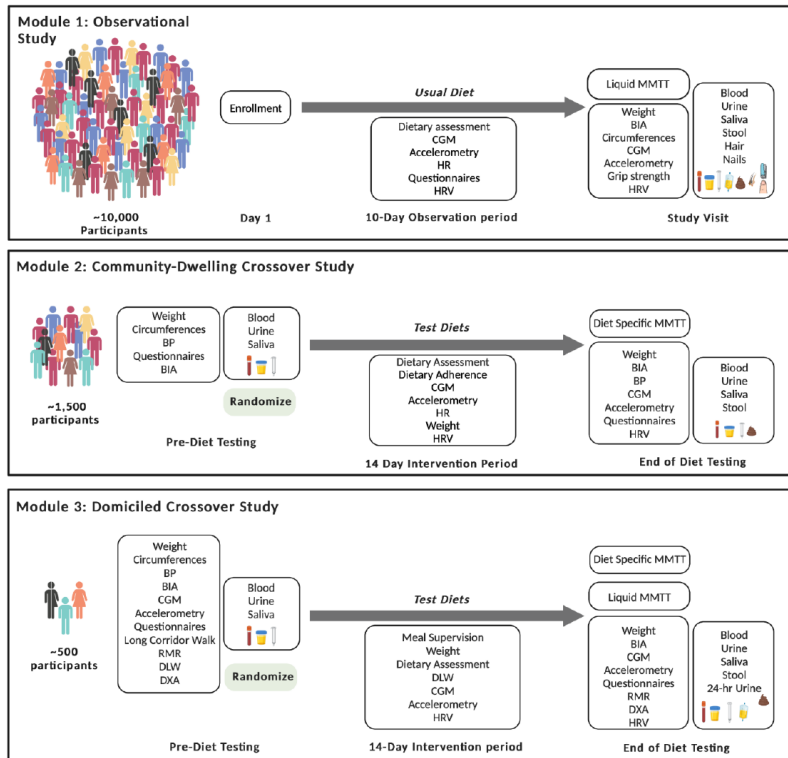 Module 1: Observational
Study
~10,000
Participants
Enrollment
Day 1
Usual Diet
Dietary assessment
CGM
Accelerometry
HR
Questionnaires
HRV
10-Day Observation period
Liquid MMTT
Weight
BIA
Circumferences
CGM
Accelerometry
Grip strength
HRV
Blood
Urine
Saliva
Stool
Hair
Nails
Study Visit
Module 2: Community-Dwelling Crossover Study
~1,500
participants
Weight
Circumferences
BP
Questionnaires
BIA
Blood
Urine
Saliva
Randomize
Pre-Diet Testing
Test Diets
Dietary Assessment
Dietary Adherence
CGM
Accelerometry
HR
Weight
HRV
14 Day Intervention Period
Diet Specific MMTT
Weight
BIA
BP
CGM
Accelerometry
Questionnaires
HRV
Blood
Urine
Saliva
Stool
End of Diet Testing
Module 3: Domiciled Crossover Study
~500
participants
Weight
Circumferences
BP
BIA
CGM
Accelerometry
Questionnaires
Long Corridor Walk
RMR
DLW
DXA
Blood
Urine
Saliva
Randomize
Pre-Diet Testing
Test Diets
Meal Supervision
Weight
Dietary Assessment
DLW
CGM
Accelerometry
HRV
14-Day Intervention period
Diet Specific MMTT
Liquid MMTT
Weight
BIA
CGM
Accelerometry
Questionnaires
RMR
DXA
HRV
Blood
Urine
Saliva
Stool
24-hr Urine
End of Diet Testing